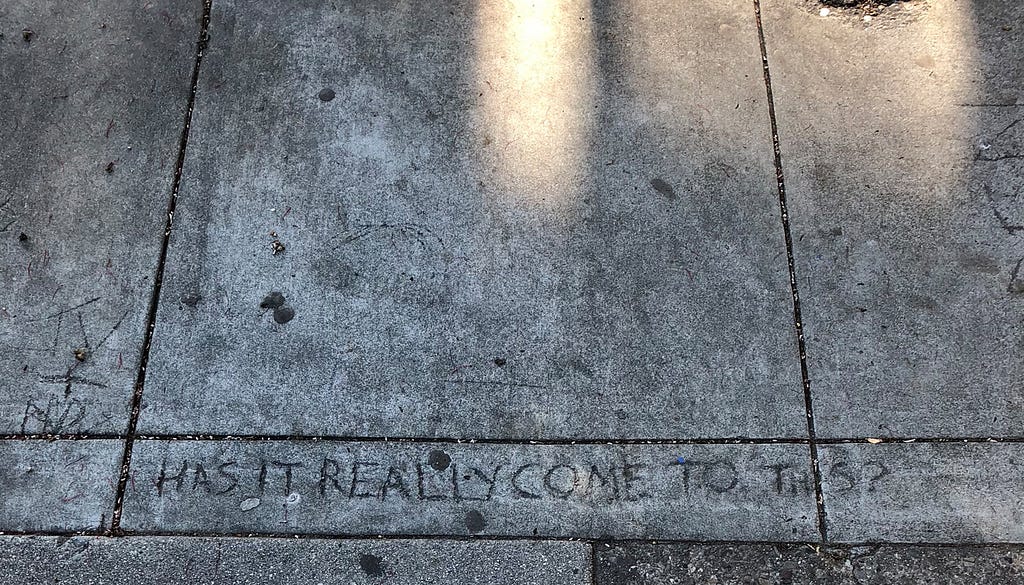 HAS IT REALLY COME TO THIS?